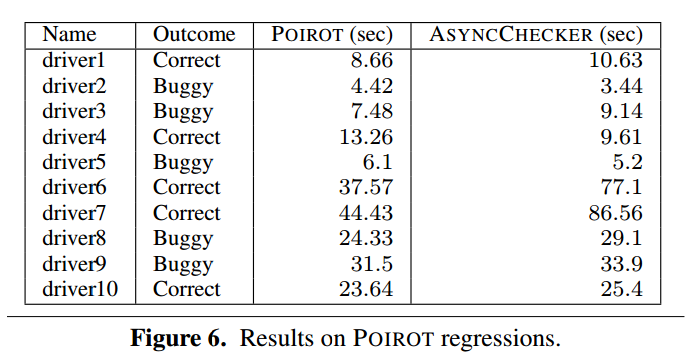 Name Outcome POIROT (sec) ASYNCCHECKER (sec)
driver1 Correct 8.66 10.63
driver2 Buggy 4.42 3.44
driver3 Buggy 7.48 9.14
driver4 Correct 13.26 9.61
driver5 Buggy 6.1 5.2
driver6 Correct 37.57 77.1
driver7 Correct 44.43 86.56
driver8 Buggy 24.33 29.1
driver9 Buggy 31.5 33.9
driver10 Correct 23.64 25.4
Figure 6. Results on POIROT regressions.